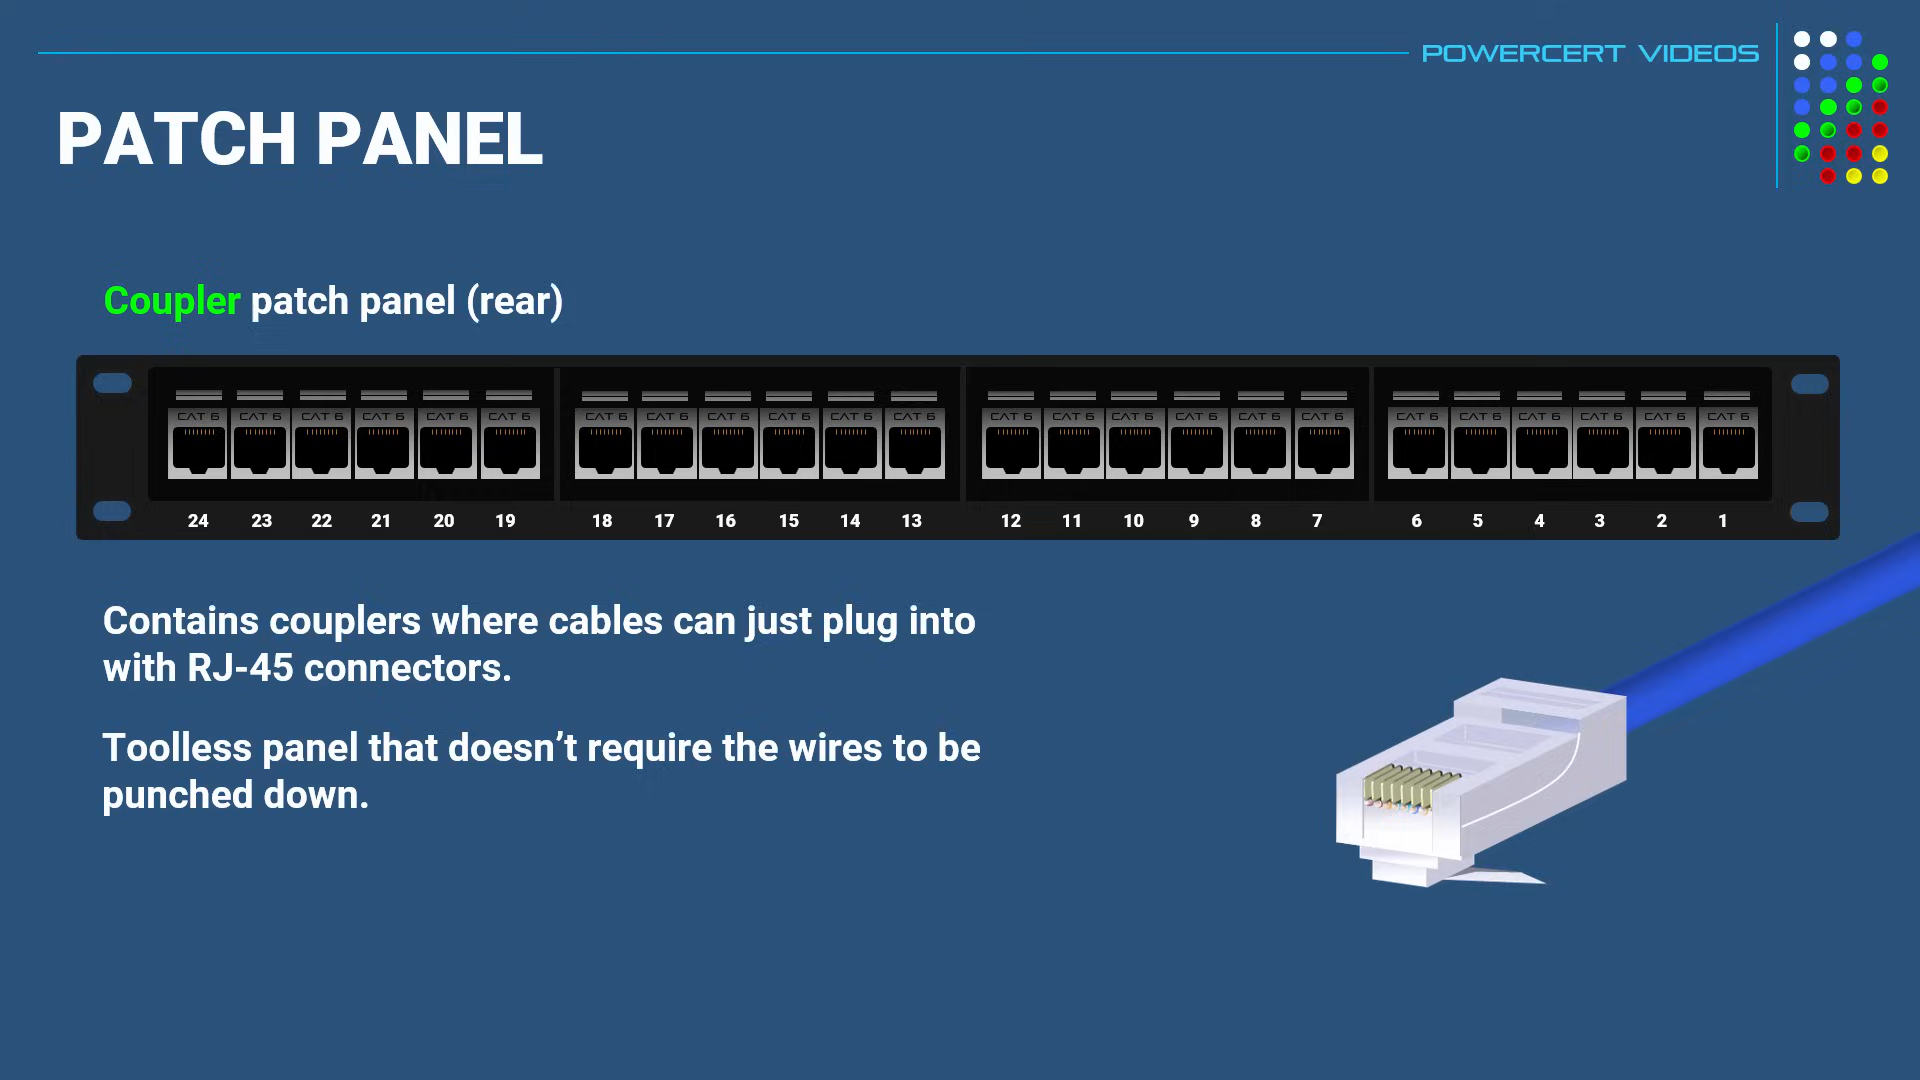 POWERCERT VIDEOS
PATCH PANEL
Coupler patch panel (rear)
CAT 6 CAT 6 CAT 6 CAT 6 CAT 6 CAT 6 CAT 6 CAT 6 CAT 6 CAT 6 CAT 6 CAT 6 CAT 6 CAT 6 CAT 6 CAT 6 CAT 6 CAT 6 CAT 6 CAT 6 CAT 6 CAT 6 CAT 6 CAT 6
24 23 22 21 20 19 18 17 16 15 14 13 12 11 10 9 8 7 6 5 4 3 2 1
Contains couplers where cables can just plug into
with RJ-45 connectors.
Toolless panel that doesn’t require the wires to be
punched down.